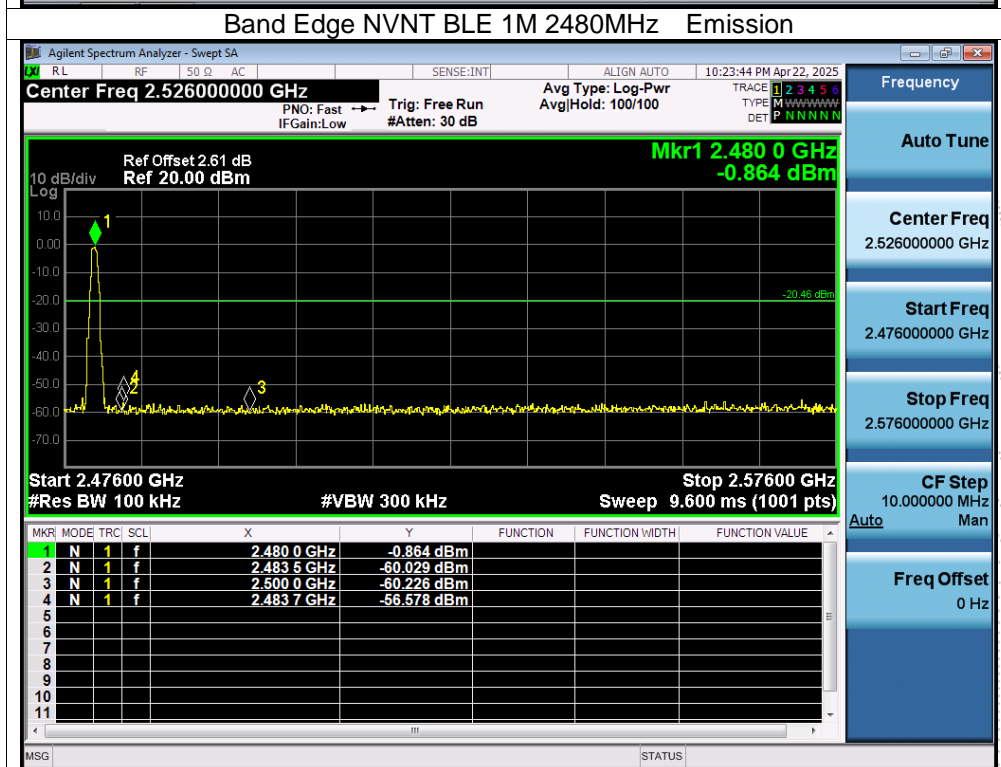 Band Edge NVNT BLE 1M 2480MHz Emission
Agilent Spectrum Analyzer - Swept SA
LXI RL RF 50 Ω AC SENSE:INT ALIGN AUTO 10:23:44 PM Apr 22, 2025
Center Freq 2.526000000 GHz
PNO: Fast
IFGain:Low
Trig: Free Run
#Atten: 30 dB
Avg Type: Log-Pwr
Avg|Hold: 100/100
TRACE 1 2 3 4 5 6
TYPE M WWWWW
DET P N N N N N
Frequency
Auto Tune
Center Freq
2.526000000 GHz
Start Freq
2.476000000 GHz
Stop Freq
2.576000000 GHz
CF Step
10.000000 MHz
Auto Man
Freq Offset
0 Hz
Mkr1 2.480 0 GHz
-0.864 dBm
Ref Offset 2.61 dB
10 dB/div Ref 20.00 dBm
Log
10.0
0.00
-10.0
-20.0
-30.0
-40.0
-50.0
-60.0
-70.0
1
-20.46 dBm
4
2
3
Start 2.47600 GHz Stop 2.57600 GHz
#Res BW 100 kHz #VBW 300 kHz Sweep 9.600 ms (1001 pts)
MKR MODE TRC SCL X Y FUNCTION FUNCTION WIDTH FUNCTION VALUE
1 N 1 f 2.480 0 GHz -0.864 dBm
2 N 1 f 2.483 5 GHz -60.029 dBm
3 N 1 f 2.500 0 GHz -60.226 dBm
4 N 1 f 2.483 7 GHz -56.578 dBm
5
6
7
8
9
10
11
MSG STATUS